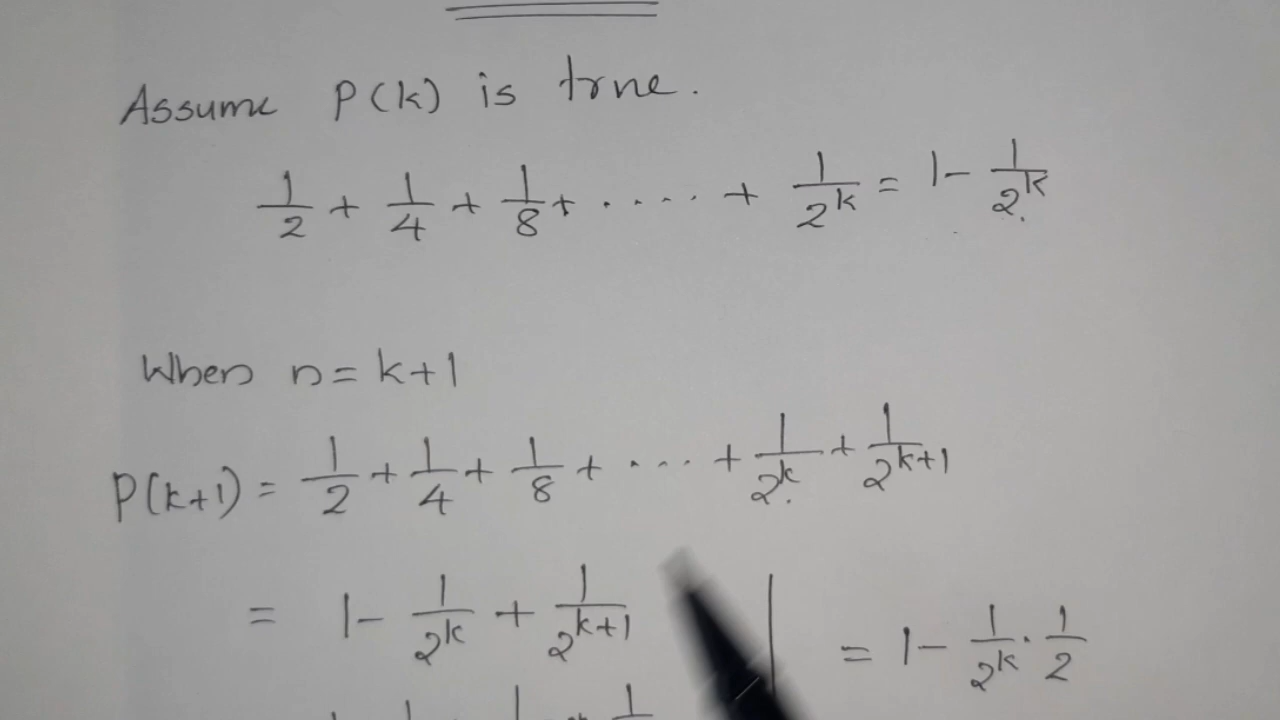 Assume P(k) is true.
1/2 + 1/4 + 1/8 + ..... + 1/2^k = 1 - 1/2^k
When n = k+1
P(k+1) = 1/2 + 1/4 + 1/8 + ... + 1/2^k + 1/2^(k+1)
= 1 - 1/2^k + 1/2^(k+1)
= 1 - 1/2^k · 1/2